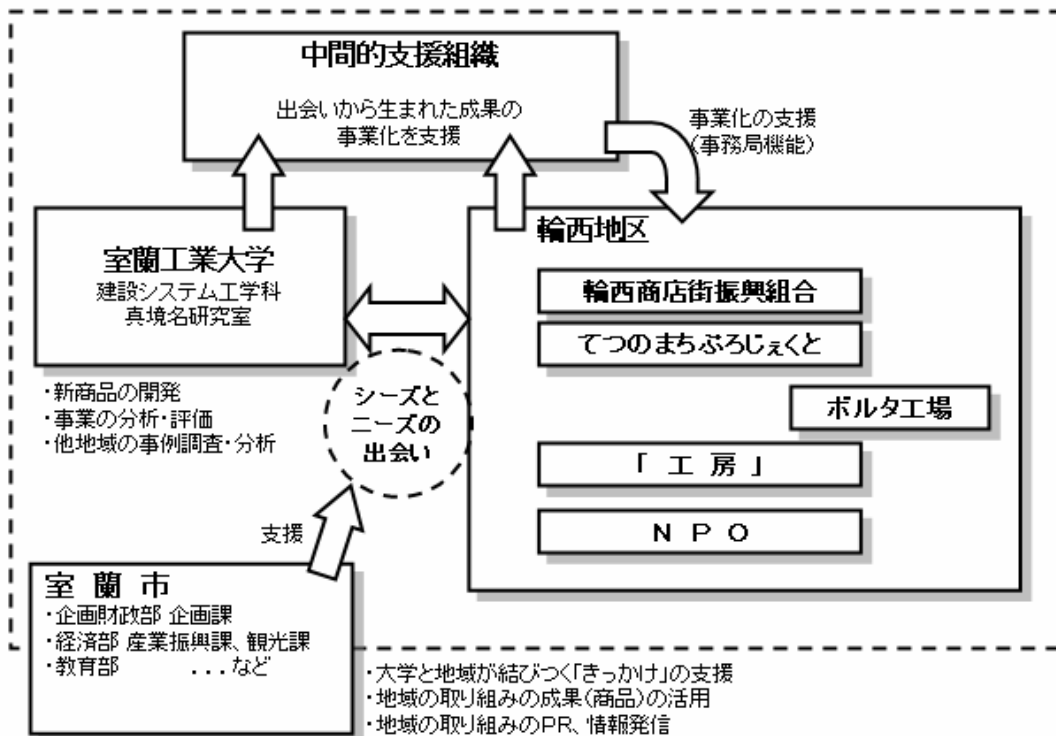 中間的支援組織
出会いから生まれた成果の
事業化を支援
事業化の支援
(事務局機能)
室蘭工業大学
建設システム工学科
真境名研究室
・新商品の開発
・事業の分析・評価
・他地域の事例調査・分析
シーズと
ニーズの
出会い
輪西地区
輪西商店街振興組合
てつのまちぷろじぇくと
ボルタ工場
「 工 房 」
N P O
支援
室 蘭 市
・企画財政部 企画課
・経済部 産業振興課、観光課
・教育部 ...など
・大学と地域が結びつく「きっかけ」の支援
・地域の取り組みの成果(商品)の活用
・地域の取り組みのPR、情報発信